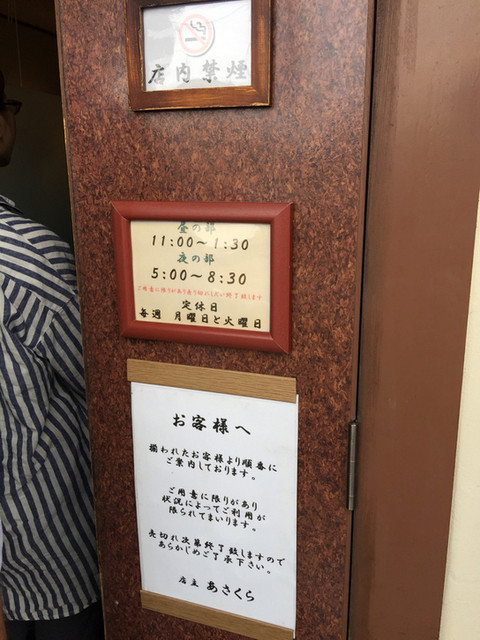 店内禁煙
昼の部
11:00～1:30
夜の部
5:00～8:30
定休日
毎週 月曜日と火曜日
お客様へ
揃われたお客様より順番に
ご案内しております。
ご用意に限りがあり
状況によってご利用が
限られてまいります。
売切れ次第終了致しますので
あらかじめご了承下さい。
店主 あさくら